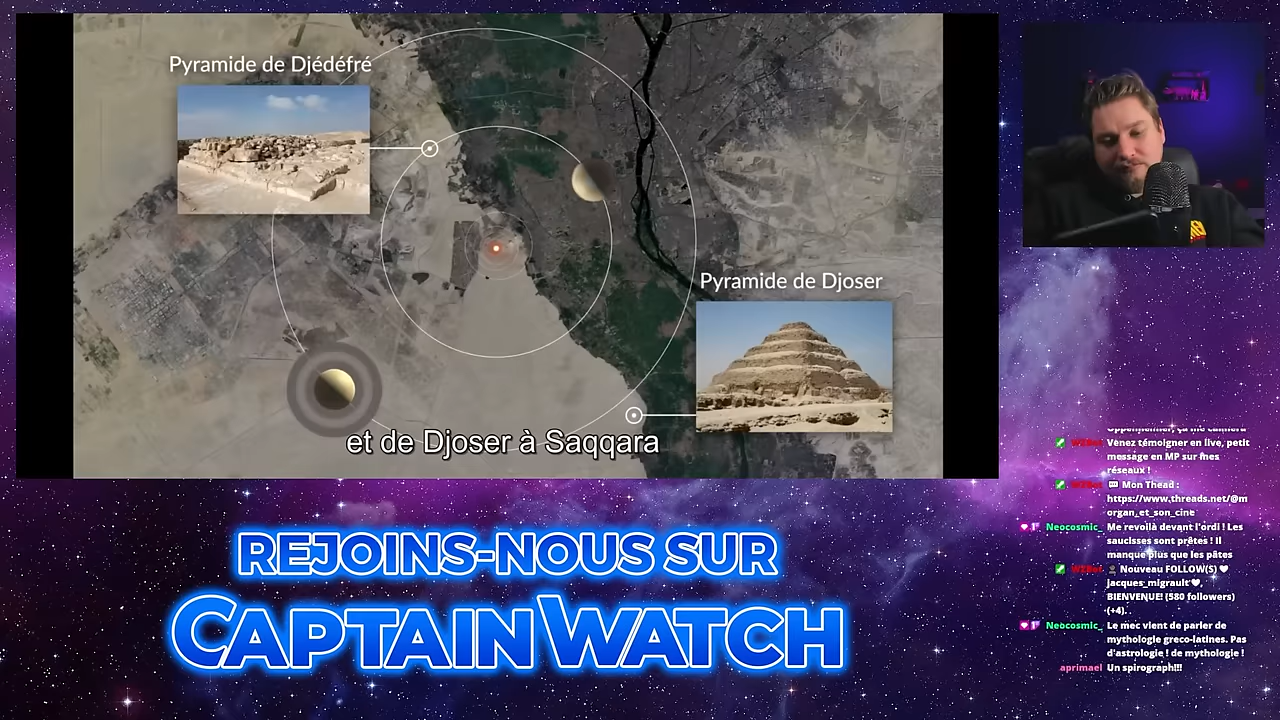 Pyramide de Djédéfré
Pyramide de Djoser
et de Djoser à Saqqara
REJOINS-NOUS SUR
CAPTAINWATCH
WZBot Venez témoigner en live, petit
message en MP sur mes
réseaux !
WZBot Mon Thead :
https://www.threads.net/@m
organ_et_son_cine
Neocosmic_ Me revoilà devant l'ordi ! Les
saucisses sont prêtes ! Il
manque plus que les pâtes
WZBot Nouveau FOLLOW(S)
Jacques_migrault
BIENVENUE! (580 followers)
(+4).
Neocosmic_ Le mec vient de parler de
mythologie greco-latines. Pas
d'astrologie ! de mythologie !
aprimael Un spirograph!!!